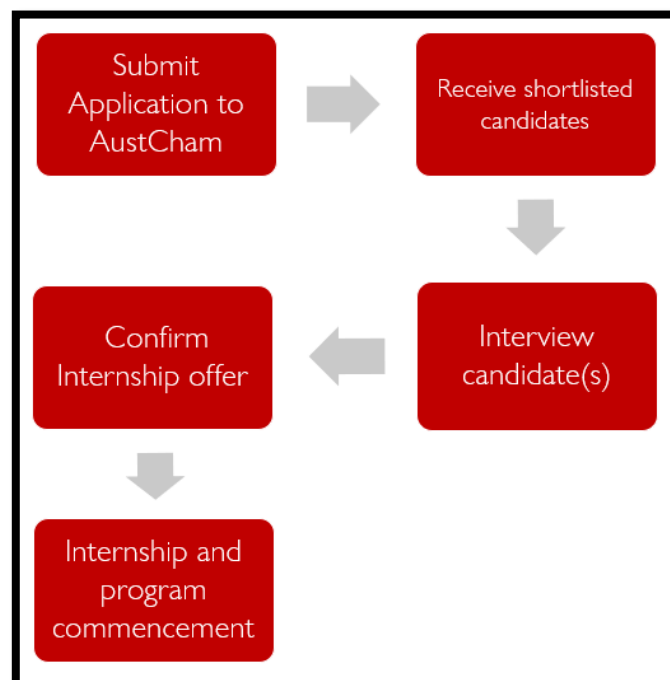 Submit
Application to
AustCham
Receive shortlisted
candidates
Interview
candidate(s)
Confirm
Internship offer
Internship and
program
commencement